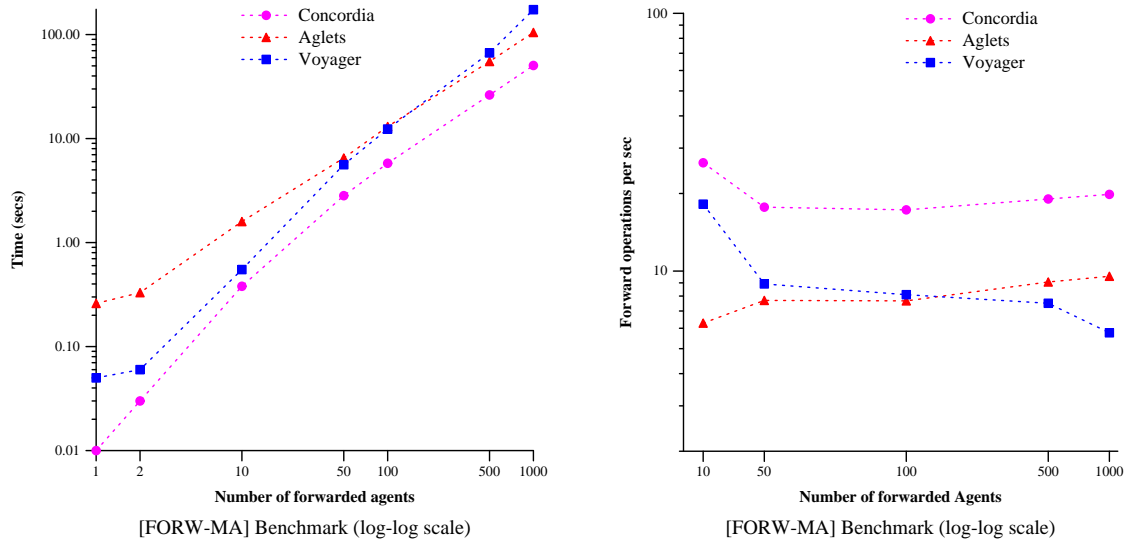 Concordia
Aglets
Voyager
100.00
10.00
1.00
0.10
0.01
Time (secs)
1 2 10 50 100 500 1000
Number of forwarded agents
[FORW-MA] Benchmark (log-log scale)
Concordia
Aglets
Voyager
100
10
Forward operations per sec
10 50 100 500 1000
Number of forwarded Agents
[FORW-MA] Benchmark (log-log scale)